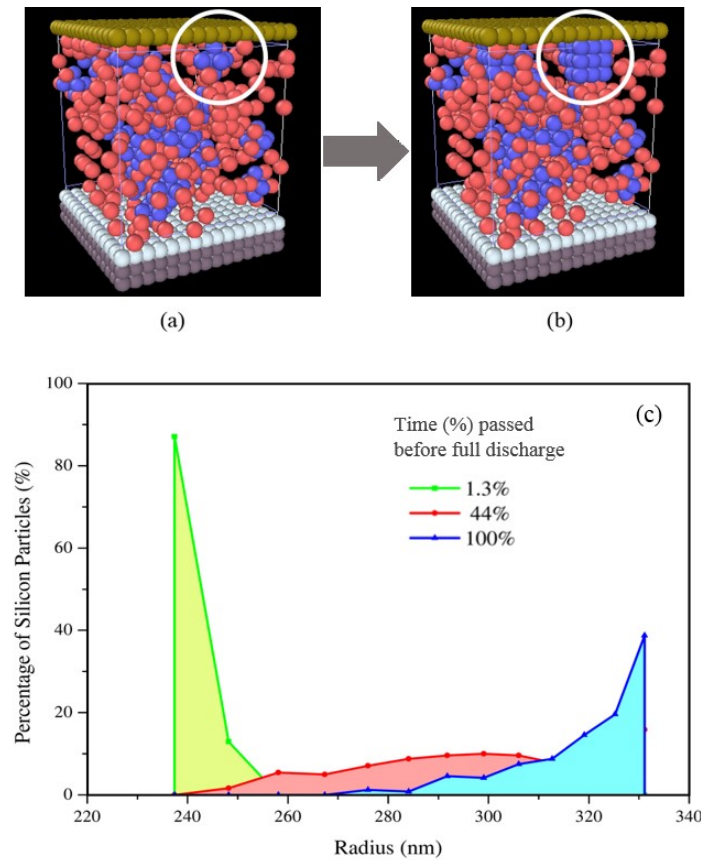 (a)
(b)
(c)
Time (%) passed
before full discharge
1.3%
44%
100%
Percentage of Silicon Particles (%)
100
80
60
40
20
0
220
240
260
280
300
320
340
Radius (nm)